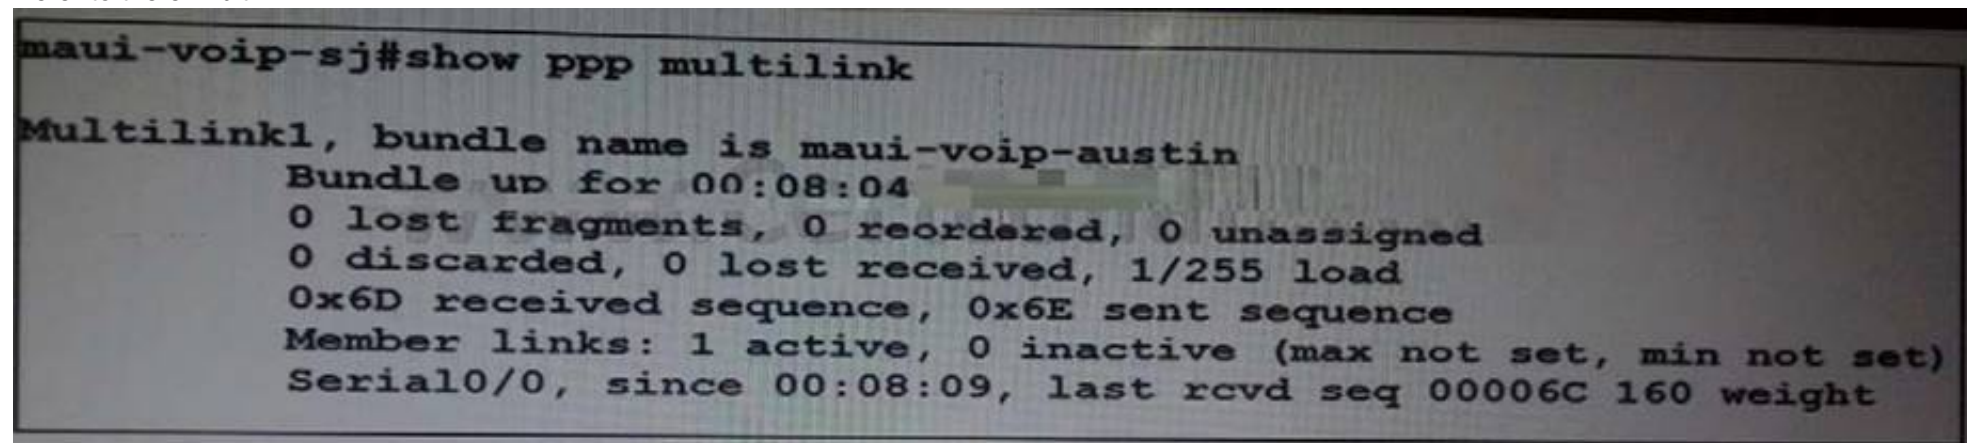 maui-voip-sj#show ppp multilink
Multilink1, bundle name is maui-voip-austin
Bundle up for 00:08:04
0 lost fragments, 0 reordered, 0 unassigned
0 discarded, 0 lost received, 1/255 load
0x6D received sequence, 0x6E sent sequence
Member links: 1 active, 0 inactive (max not set, min not set)
Serial0/0, since 00:08:09, last rcvd seq 00006C 160 weight